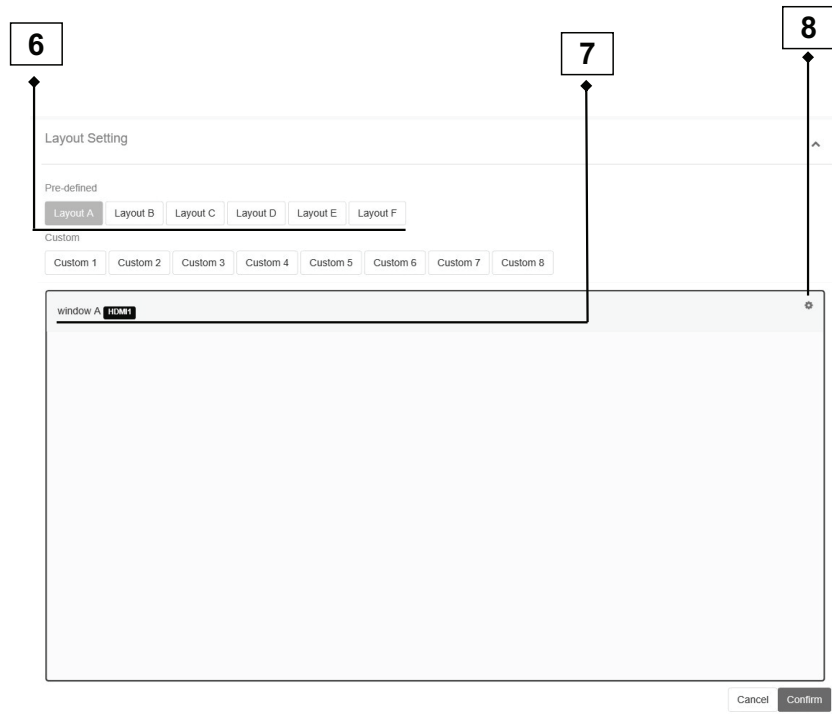 6
7
8
Layout Setting
Pre-defined
Layout A Layout B Layout C Layout D Layout E Layout F
Custom
Custom 1 Custom 2 Custom 3 Custom 4 Custom 5 Custom 6 Custom 7 Custom 8
window A HDMI1
Cancel Confirm